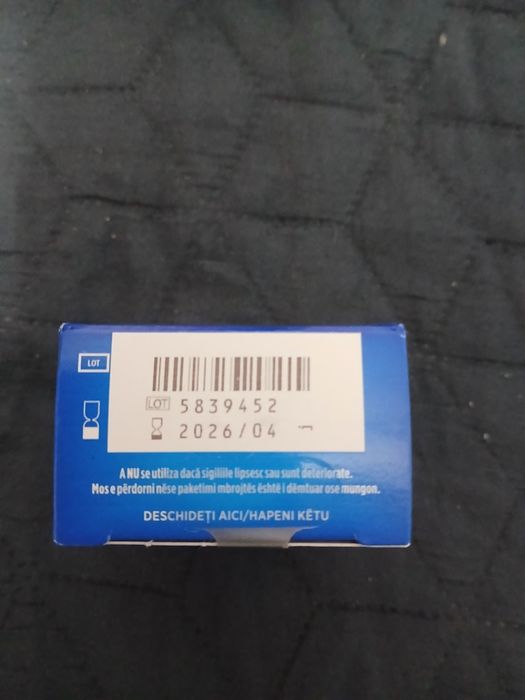 LOT
LOT 5839452
2026/04
A NU se utiliza dacă sigiliile lipsesc sau sunt deteriorate.
Mos e përdorni nëse paketimi mbrojtës është i dëmtuar ose mungon.
DESCHIDEȚI AICI/HAPENI KËTU